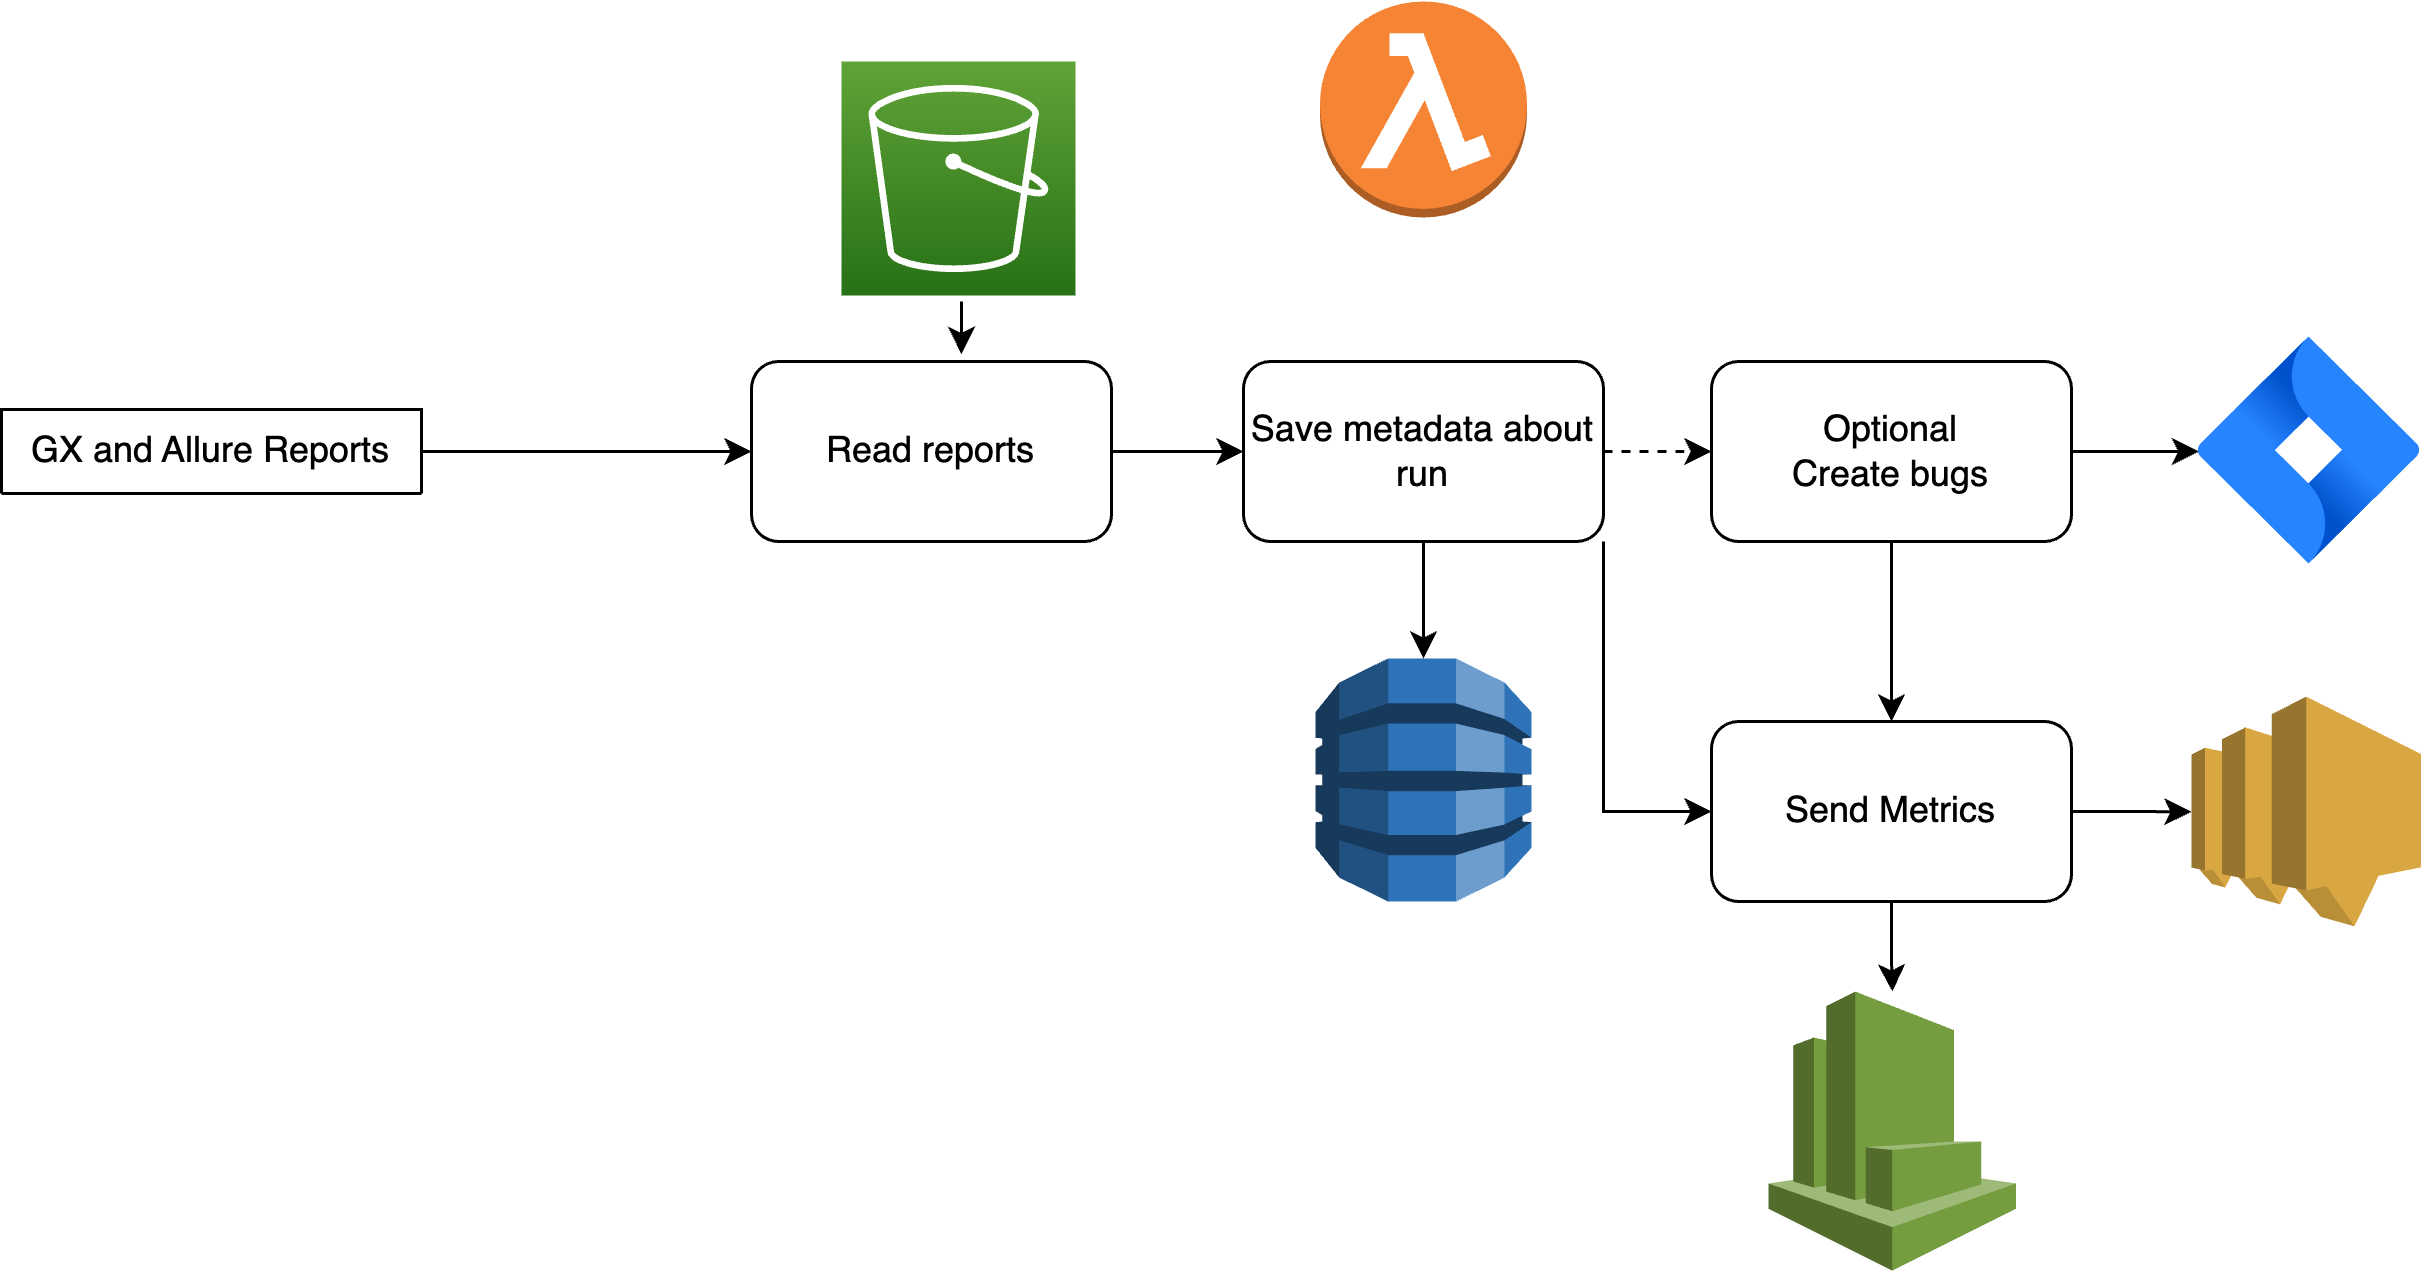 GX and Allure Reports
Read reports
Save metadata about
run
Optional
Create bugs
Send Metrics